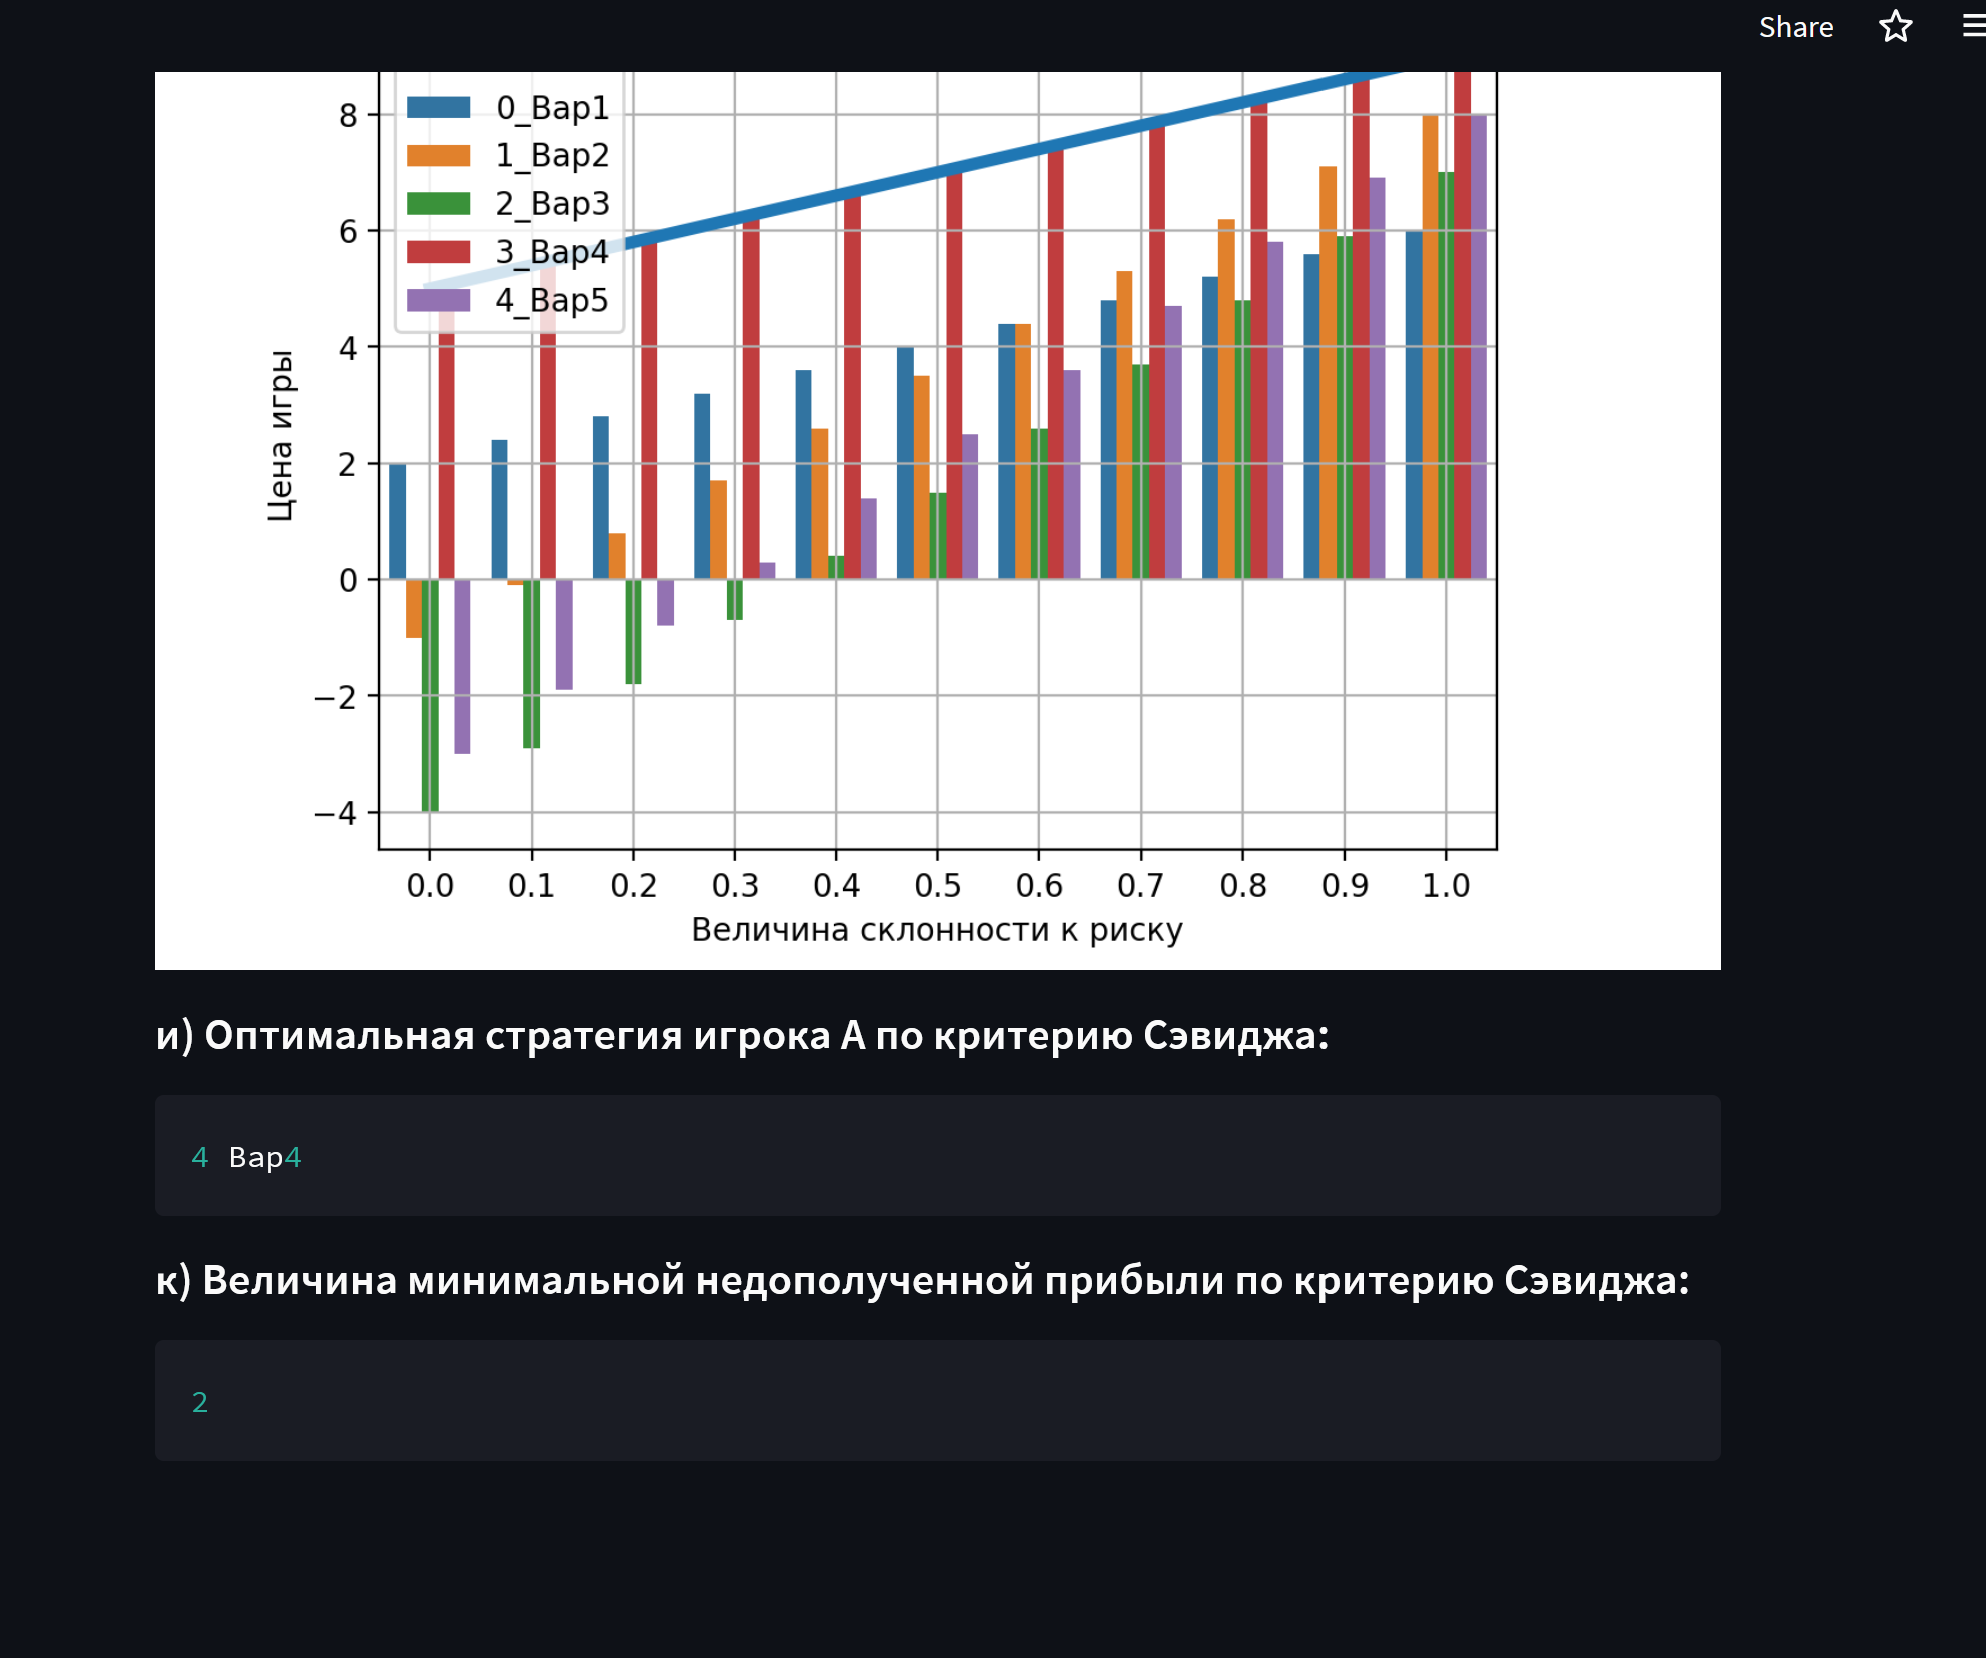 Share
8
6
4
2
0
−2
−4
0_Вар1
1_Вар2
2_Вар3
3_Вар4
4_Вар5
Цена игры
0.0 0.1 0.2 0.3 0.4 0.5 0.6 0.7 0.8 0.9 1.0
Величина склонности к риску
и) Оптимальная стратегия игрока А по критерию Сэвиджа:
4 Вар4
к) Величина минимальной недополученной прибыли по критерию Сэвиджа:
2